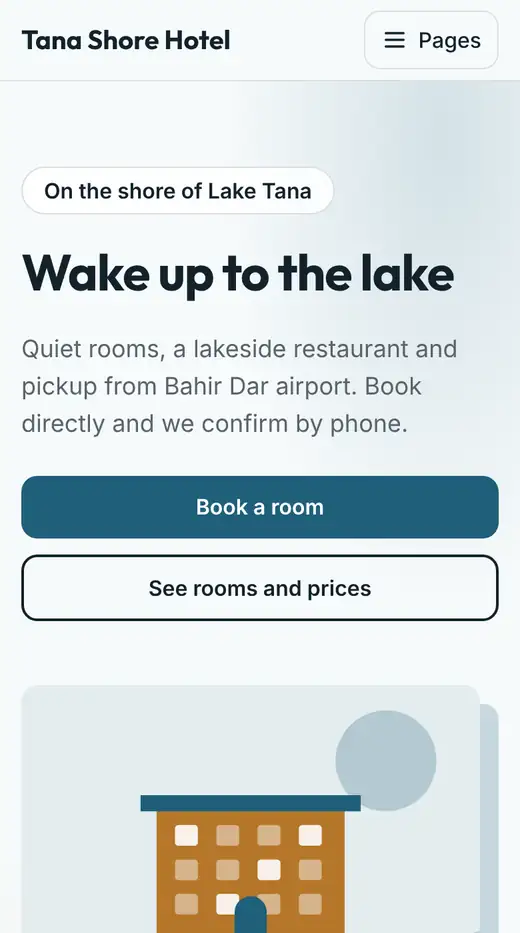 Tana Shore Hotel
Pages
On the shore of Lake Tana
Wake up to the lake
Quiet rooms, a lakeside restaurant and
pickup from Bahir Dar airport. Book
directly and we confirm by phone.
Book a room
See rooms and prices